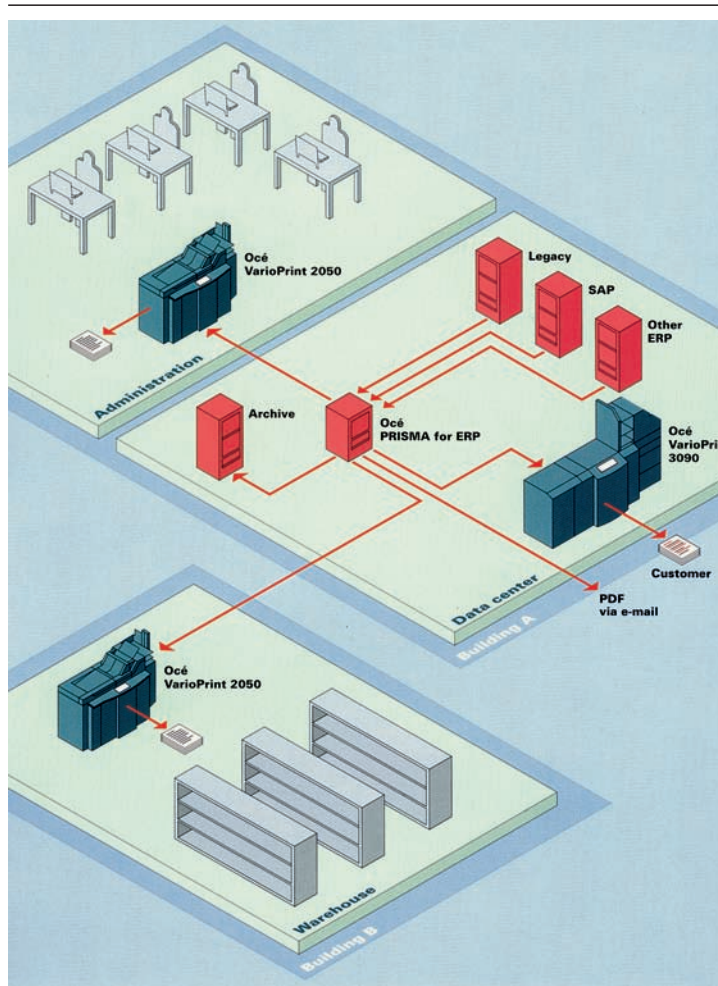 Océ
VarioPrint 2050
Administration
Legacy
SAP
Other
ERP
Archive
Océ
PRISMA for ERP
Océ
VarioPri
3090
Customer
PDF
via e-mail
Data center
Building A
Océ
VarioPrint 2050
Warehouse
Building B